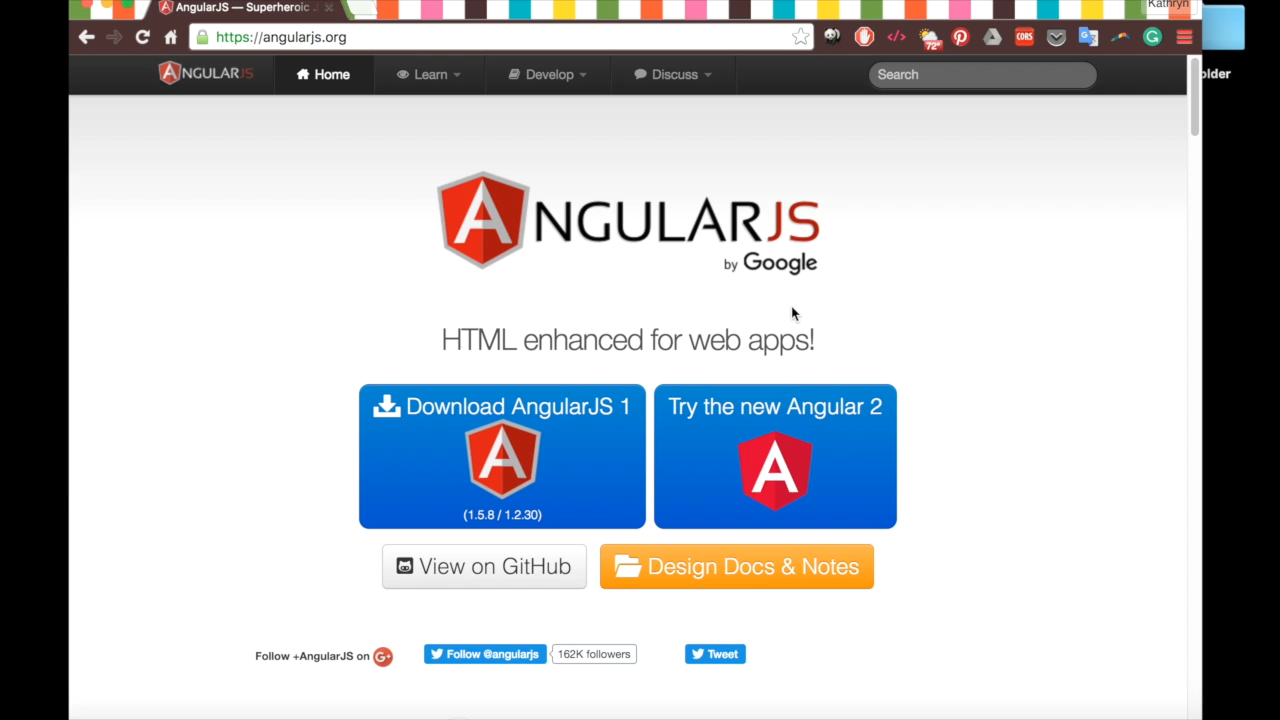 AngularJS — Superheroic J
Kathryn
https://angularjs.org
72°
CORS
older
ANGULARJS
Home
Learn
Develop
Discuss
Search
ANGULARJS
by Google
HTML enhanced for web apps!
Download AngularJS 1
(1.5.8 / 1.2.30)
Try the new Angular 2
View on GitHub
Design Docs & Notes
Follow +AngularJS on G+
Follow @angularjs
162K followers
Tweet